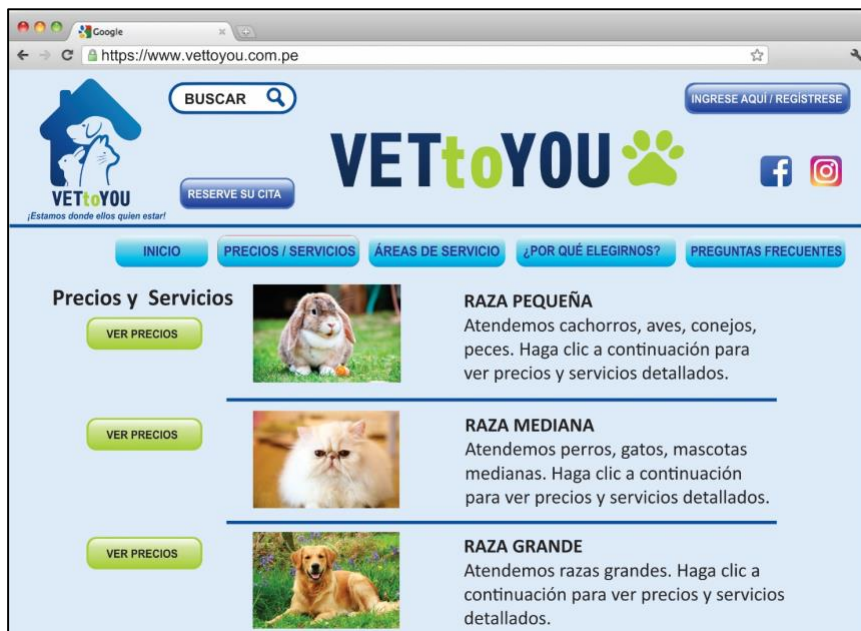 Google
https://www.vettoyou.com.pe
BUSCAR
INGRESE AQUÍ / REGÍSTRESE
VETtoYOU
VETtoYOU
¡Estamos donde ellos quien estar!
RESERVE SU CITA
INICIO
PRECIOS / SERVICIOS
ÁREAS DE SERVICIO
¿POR QUÉ ELEGIRNOS?
PREGUNTAS FRECUENTES
Precios y Servicios
VER PRECIOS
RAZA PEQUEÑA
Atendemos cachorros, aves, conejos,
peces. Haga clic a continuación para
ver precios y servicios detallados.
VER PRECIOS
RAZA MEDIANA
Atendemos perros, gatos, mascotas
medianas. Haga clic a continuación
para ver precios y servicios detallados.
VER PRECIOS
RAZA GRANDE
Atendemos razas grandes. Haga clic a
continuación para ver precios y servicios
detallados.